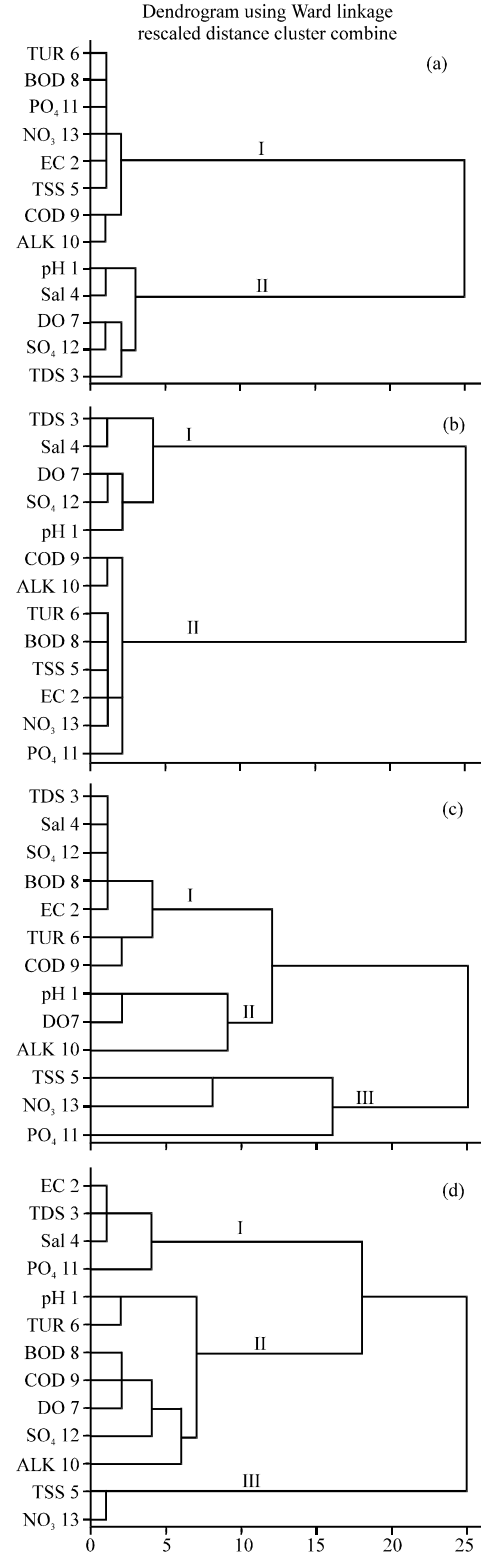 Dendrogram using Ward linkage
rescaled distance cluster combine
(a)
TUR 6
BOD 8
PO₄ 11
NO₃ 13
EC 2
I
TSS 5
COD 9
ALK 10
pH 1
Sal 4
II
DO 7
SO₄ 12
TDS 3
(b)
TDS 3
I
Sal 4
DO 7
SO₄ 12
pH 1
COD 9
ALK 10
TUR 6
II
BOD 8
TSS 5
EC 2
NO₃ 13
PO₄ 11
(c)
TDS 3
Sal 4
SO₄ 12
BOD 8
I
EC 2
TUR 6
COD 9
pH 1
II
DO7
ALK 10
TSS 5
III
NO₃ 13
PO₄ 11
(d)
EC 2
TDS 3
I
Sal 4
PO₄ 11
pH 1
TUR 6
II
BOD 8
COD 9
DO 7
SO₄ 12
ALK 10
III
TSS 5
NO₃ 13
0 5 10 15 20 25